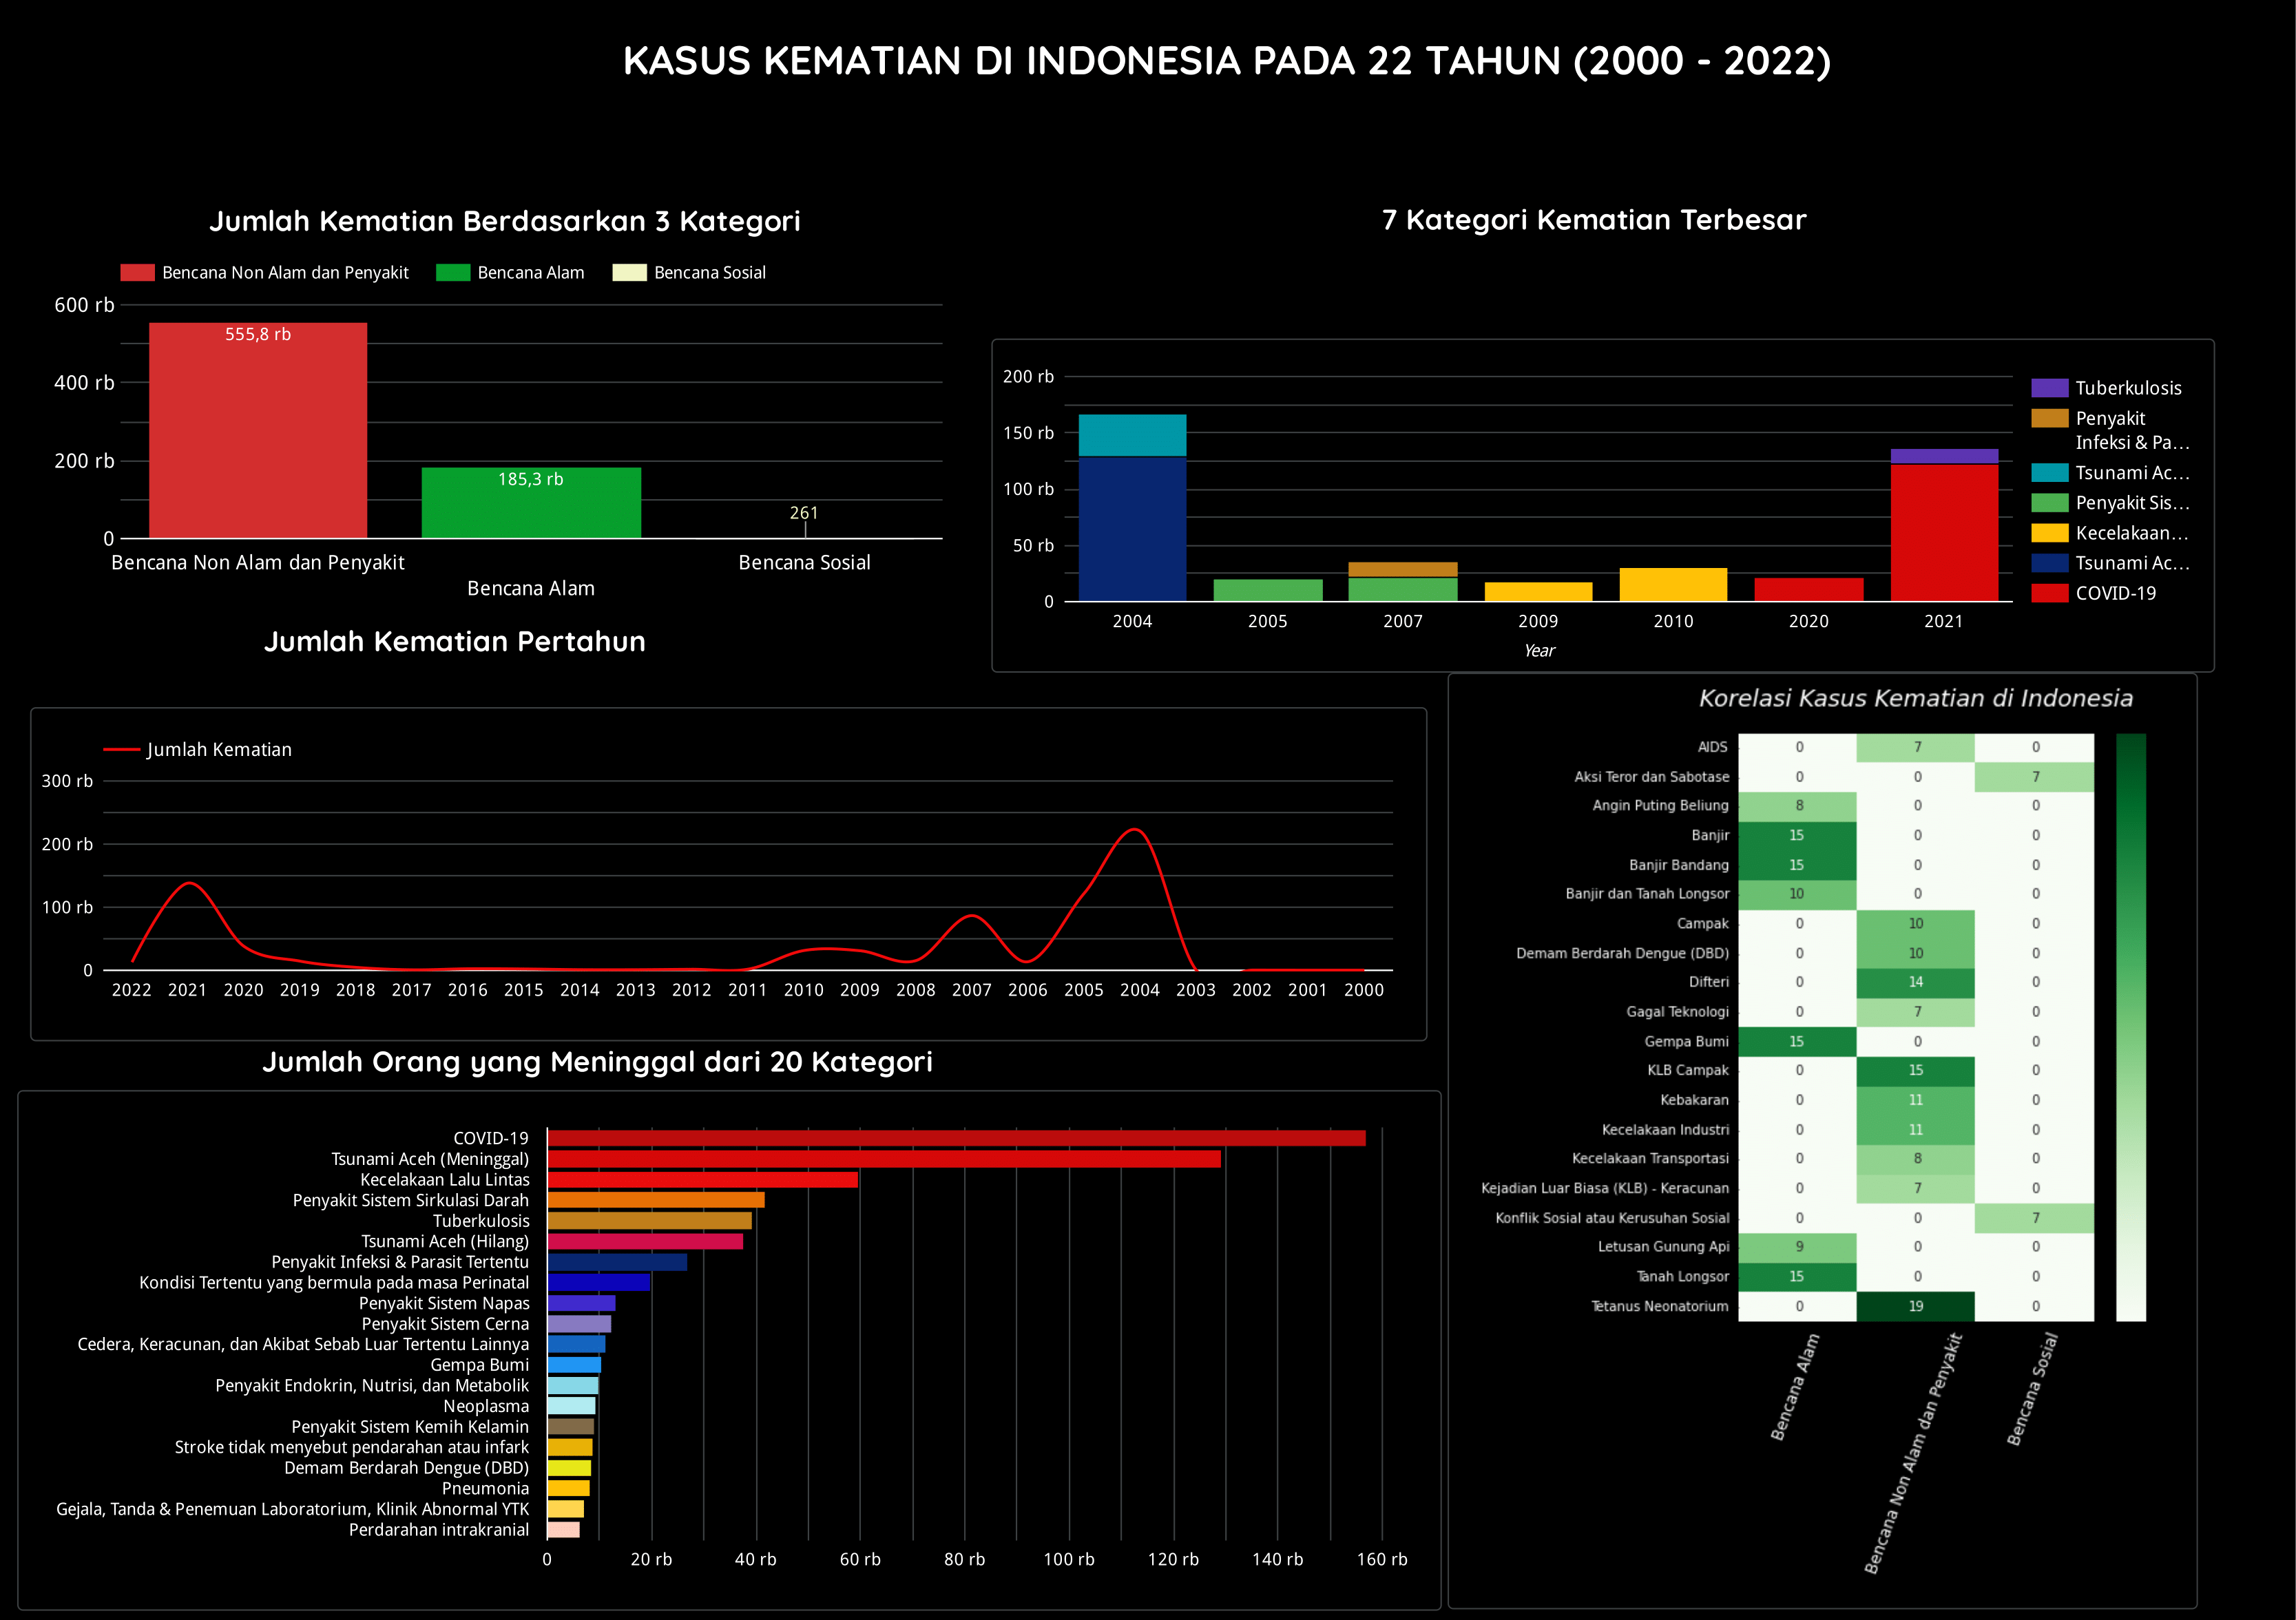 KASUS KEMATIAN DI INDONESIA PADA 22 TAHUN (2000 - 2022)
Jumlah Kematian Berdasarkan 3 Kategori
Bencana Non Alam dan Penyakit
Bencana Alam
Bencana Sosial
600 rb
400 rb
200 rb
0
555,8 rb
185,3 rb
261
Bencana Non Alam dan Penyakit
Bencana Alam
Bencana Sosial
7 Kategori Kematian Terbesar
200 rb
150 rb
100 rb
50 rb
0
2004 2005 2007 2009 2010 2020 2021
Year
Tuberkulosis
Penyakit
Infeksi & Pa...
Tsunami Ac...
Penyakit Sis...
Kecelakaan...
Tsunami Ac...
COVID-19
Jumlah Kematian Pertahun
Jumlah Kematian
300 rb
200 rb
100 rb
0
2022 2021 2020 2019 2018 2017 2016 2015 2014 2013 2012 2011 2010 2009 2008 2007 2006 2005 2004 2003 2002 2001 2000
Jumlah Orang yang Meninggal dari 20 Kategori
COVID-19
Tsunami Aceh (Meninggal)
Kecelakaan Lalu Lintas
Penyakit Sistem Sirkulasi Darah
Tuberkulosis
Tsunami Aceh (Hilang)
Penyakit Infeksi & Parasit Tertentu
Kondisi Tertentu yang bermula pada masa Perinatal
Penyakit Sistem Napas
Penyakit Sistem Cerna
Cedera, Keracunan, dan Akibat Sebab Luar Tertentu Lainnya
Gempa Bumi
Penyakit Endokrin, Nutrisi, dan Metabolik
Neoplasma
Penyakit Sistem Kemih Kelamin
Stroke tidak menyebut pendarahan atau infark
Demam Berdarah Dengue (DBD)
Pneumonia
Gejala, Tanda & Penemuan Laboratorium, Klinik Abnormal YTK
Perdarahan intrakranial
0 20 rb 40 rb 60 rb 80 rb 100 rb 120 rb 140 rb 160 rb
Korelasi Kasus Kematian di Indonesia
AIDS 0 7 0
Aksi Teror dan Sabotase 0 0 7
Angin Puting Beliung 8 0 0
Banjir 15 0 0
Banjir Bandang 15 0 0
Banjir dan Tanah Longsor 10 0 0
Campak 0 10 0
Demam Berdarah Dengue (DBD) 0 10 0
Difteri 0 14 0
Gagal Teknologi 0 7 0
Gempa Bumi 15 0 0
KLB Campak 0 15 0
Kebakaran 0 11 0
Kecelakaan Industri 0 11 0
Kecelakaan Transportasi 0 8 0
Kejadian Luar Biasa (KLB) - Keracunan 0 7 0
Konflik Sosial atau Kerusuhan Sosial 0 0 7
Letusan Gunung Api 9 0 0
Tanah Longsor 15 0 0
Tetanus Neonatorium 0 19 0
Bencana Alam
Bencana Non Alam dan Penyakit
Bencana Sosial